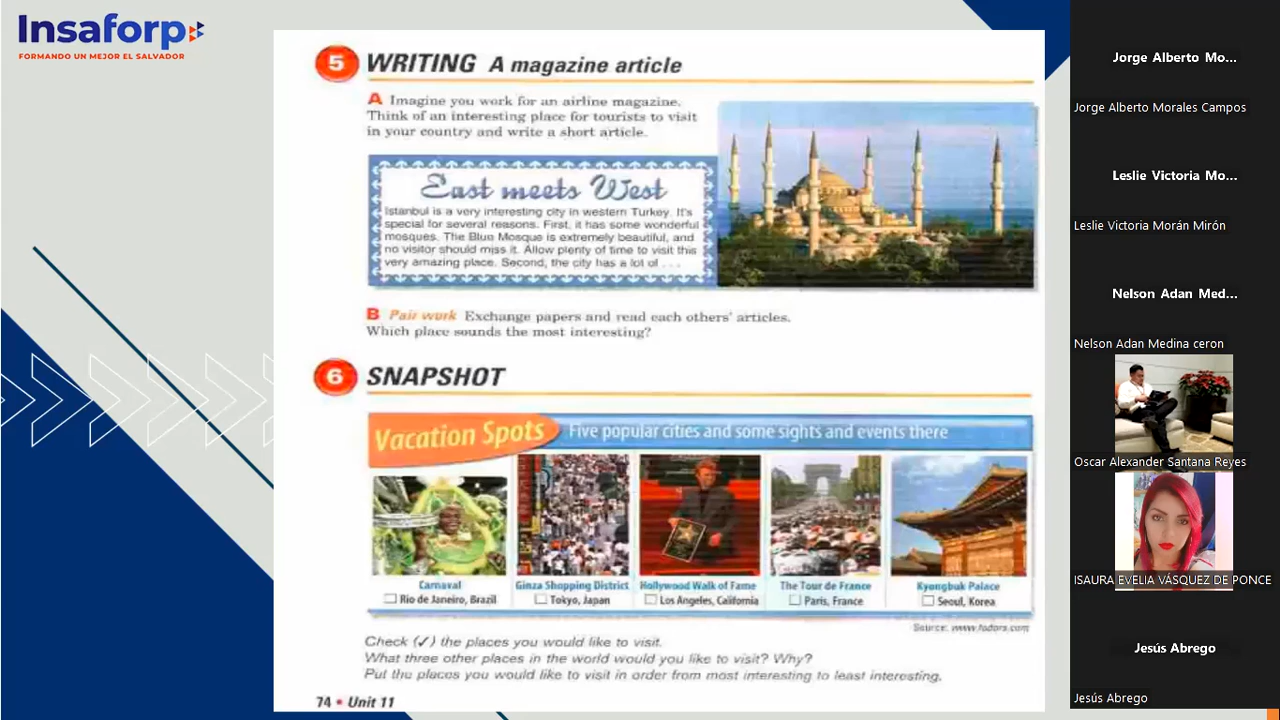 Insaforp
FORMANDO UN MEJOR EL SALVADOR
5 WRITING A magazine article
A Imagine you work for an airline magazine.
Think of an interesting place for tourists to visit
in your country and write a short article.
East meets West
Istanbul is a very interesting city in western Turkey. It's
special for several reasons. First, it has some wonderful
mosques. The Blue Mosque is extremely beautiful, and
no visitor should miss it. Allow plenty of time to visit this
very amazing place. Second, the city has a lot of . . .
B Pair work Exchange papers and read each others' articles.
Which place sounds the most interesting?
6 SNAPSHOT
Vacation Spots Five popular cities and some sights and events there
Carnaval
Rio de Janeiro, Brazil
Ginza Shopping District
Tokyo, Japan
Hollywood Walk of Fame
Los Angeles, California
The Tour de France
Paris, France
Kyongbuk Palace
Seoul, Korea
Source: www.fodors.com
Check (✓) the places you would like to visit.
What three other places in the world would you like to visit? Why?
Put the places you would like to visit in order from most interesting to least interesting.
74 • Unit 11
Jorge Alberto Mo...
Jorge Alberto Morales Campos
Leslie Victoria Mo...
Leslie Victoria Morán Mirón
Nelson Adan Med...
Nelson Adan Medina ceron
Oscar Alexander Santana Reyes
ISAURA EVELIA VÁSQUEZ DE PONCE
Jesús Abrego
Jesús Abrego